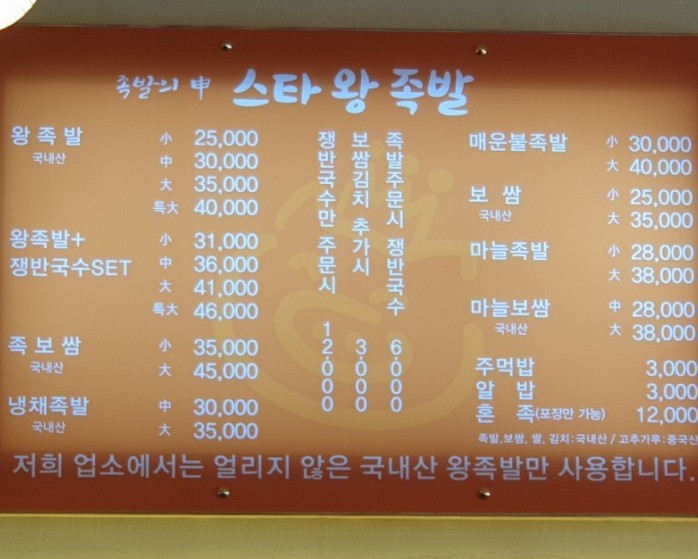 족발의 申 스타 왕 족발
왕 족 발 小 25,000
국내산 中 30,000
大 35,000
특大 40,000
왕족발+ 小 31,000
쟁반국수SET 中 36,000
大 41,000
특大 46,000
족 보 쌈 小 35,000
국내산 大 45,000
냉채족발 中 30,000
국내산 大 35,000
족발주문시 쟁반국수 6.000
보쌈김치 추가시 3.000
쟁반국수만 주문시 12.000
매운불족발 小 30,000
大 40,000
보 쌈 小 25,000
국내산 大 35,000
마늘족발 小 28,000
大 38,000
마늘보쌈 中 28,000
국내산 大 38,000
주먹밥 3,000
알 밥 3,000
혼 족(포장만 가능) 12,000
족발,보쌈, 쌀, 김치:국내산 / 고추가루:중국산
저희 업소에서는 얼리지 않은 국내산 왕족발만 사용합니다.